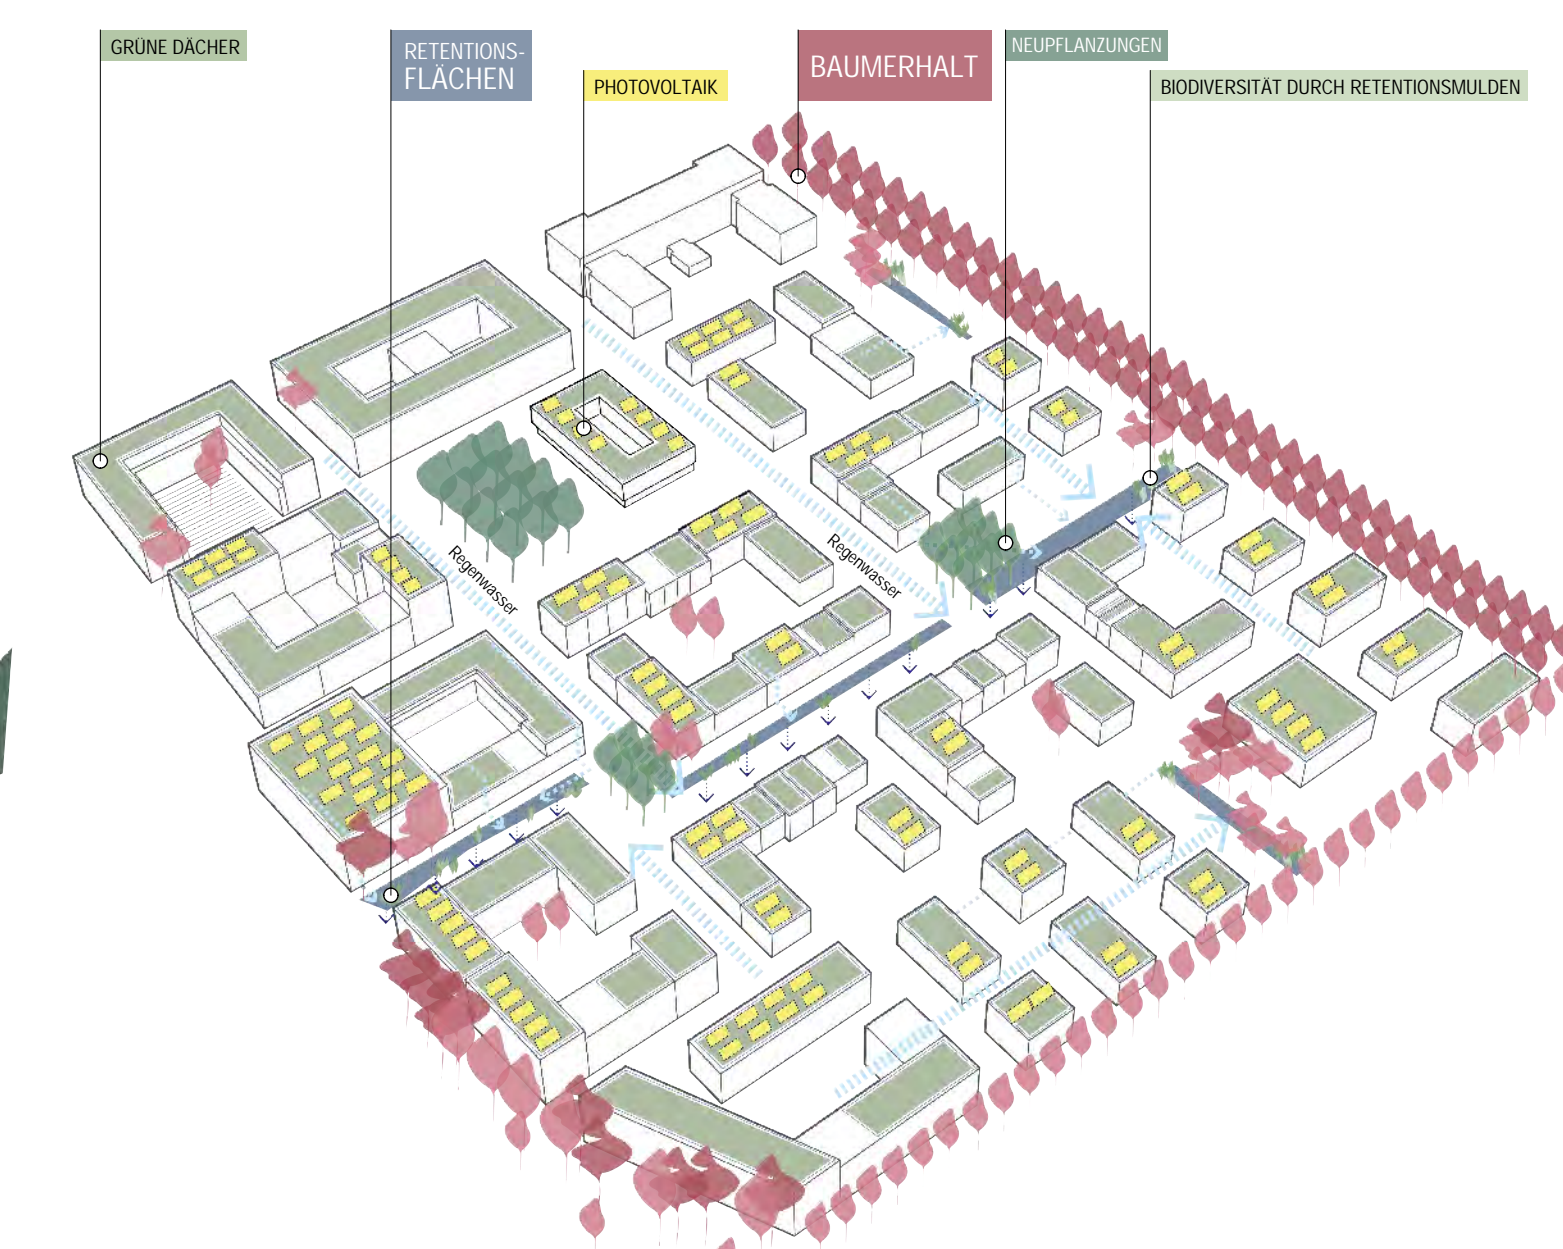 GRÜNE DÄCHER
RETENTIONS-
FLÄCHEN
PHOTOVOLTAIK
BAUMERHALT
NEUPFLANZUNGEN
BIODIVERSITÄT DURCH RETENTIONSMULDEN
Regenwasser
Regenwasser